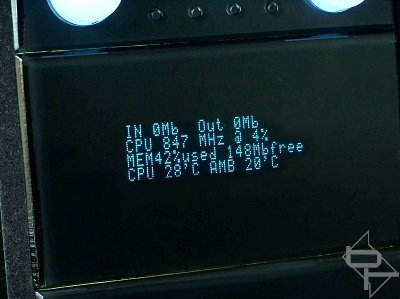 IN 0Mb Out 0Mb
CPU 847 MHz @ 4%
MEM42%used 148Mbfree
CPU 28'C AMB 20'C